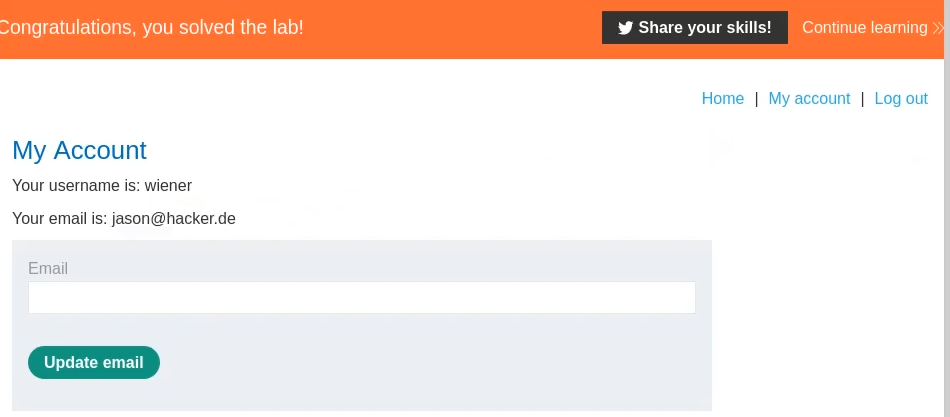 Congratulations, you solved the lab!
Share your skills!
Continue learning
Home | My account | Log out
My Account
Your username is: wiener
Your email is: jason@hacker.de
Email
Update email